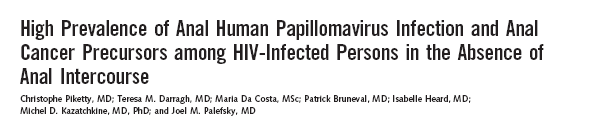 High Prevalence of Anal Human Papillomavirus Infection and Anal
Cancer Precursors among HIV-Infected Persons in the Absence of
Anal Intercourse
Christophe Piketty, MD; Teresa M. Darragh, MD; Maria Da Costa, MSc; Patrick Bruneval, MD; Isabelle Heard, MD;
Michel D. Kazatchkine, MD, PhD; and Joel M. Palefsky, MD